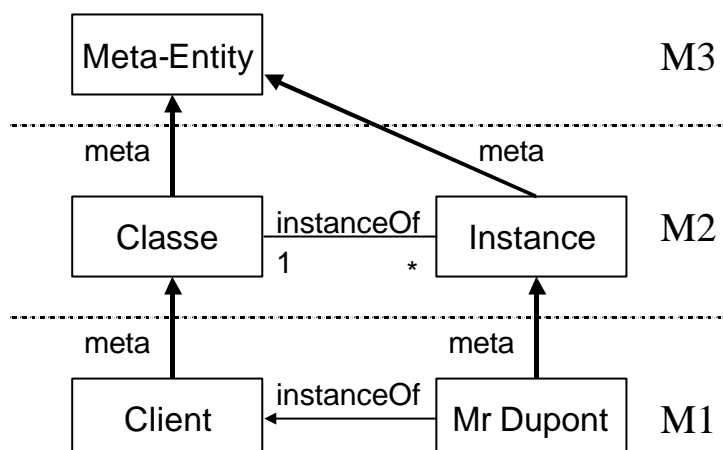 Meta-Entity
M3
meta
meta
Classe
instanceOf
Instance
M2
1
*
meta
meta
Client
instanceOf
Mr Dupont
M1